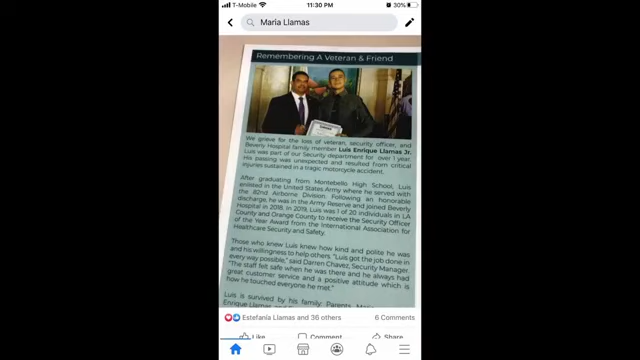 T-Mobile
11:30 PM
30%
Maria Llamas
Remembering A Veteran & Friend
We grieve for the loss of veteran, security officer, and
Beverly Hospital family member Luis Enrique Llamas Jr.
Luis was part of our Security department for over 1 year.
His passing was unexpected and resulted from critical
injuries sustained in a tragic motorcycle accident.
After graduating from Montebello High School, Luis
enlisted in the United States Army where he served with
the 82nd Airborne Division. Following an honorable
discharge, he was in the Army Reserve and joined Beverly
Hospital in 2018. In 2019, Luis was 1 of 20 individuals in LA
County and Orange County to receive the Security Officer
of the Year Award from the International Association for
Healthcare Security and Safety.
Those who knew Luis knew how kind and polite he was
and his willingness to help others. "Luis got the job done in
every way possible," said Darren Chavez, Security Manager.
"The staff felt safe when he was there and he always had
great customer service and a positive attitude which is
how he touched everyone he met."
Luis is survived by his family: Parents,
Enrique Llamas and
Estefanía Llamas and 36 others
6 Comments
Like
Comment
Share